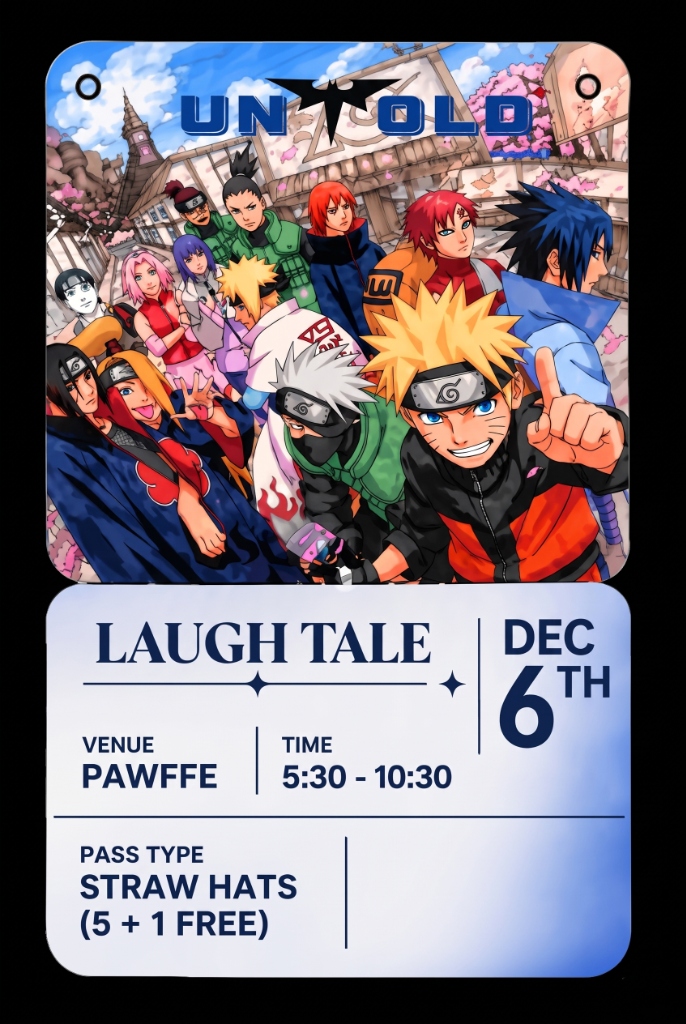 UNTOLD
LAUGH TALE
DEC
6TH
VENUE
PAWFFE
TIME
5:30 - 10:30
PASS TYPE
STRAW HATS
(5 + 1 FREE)